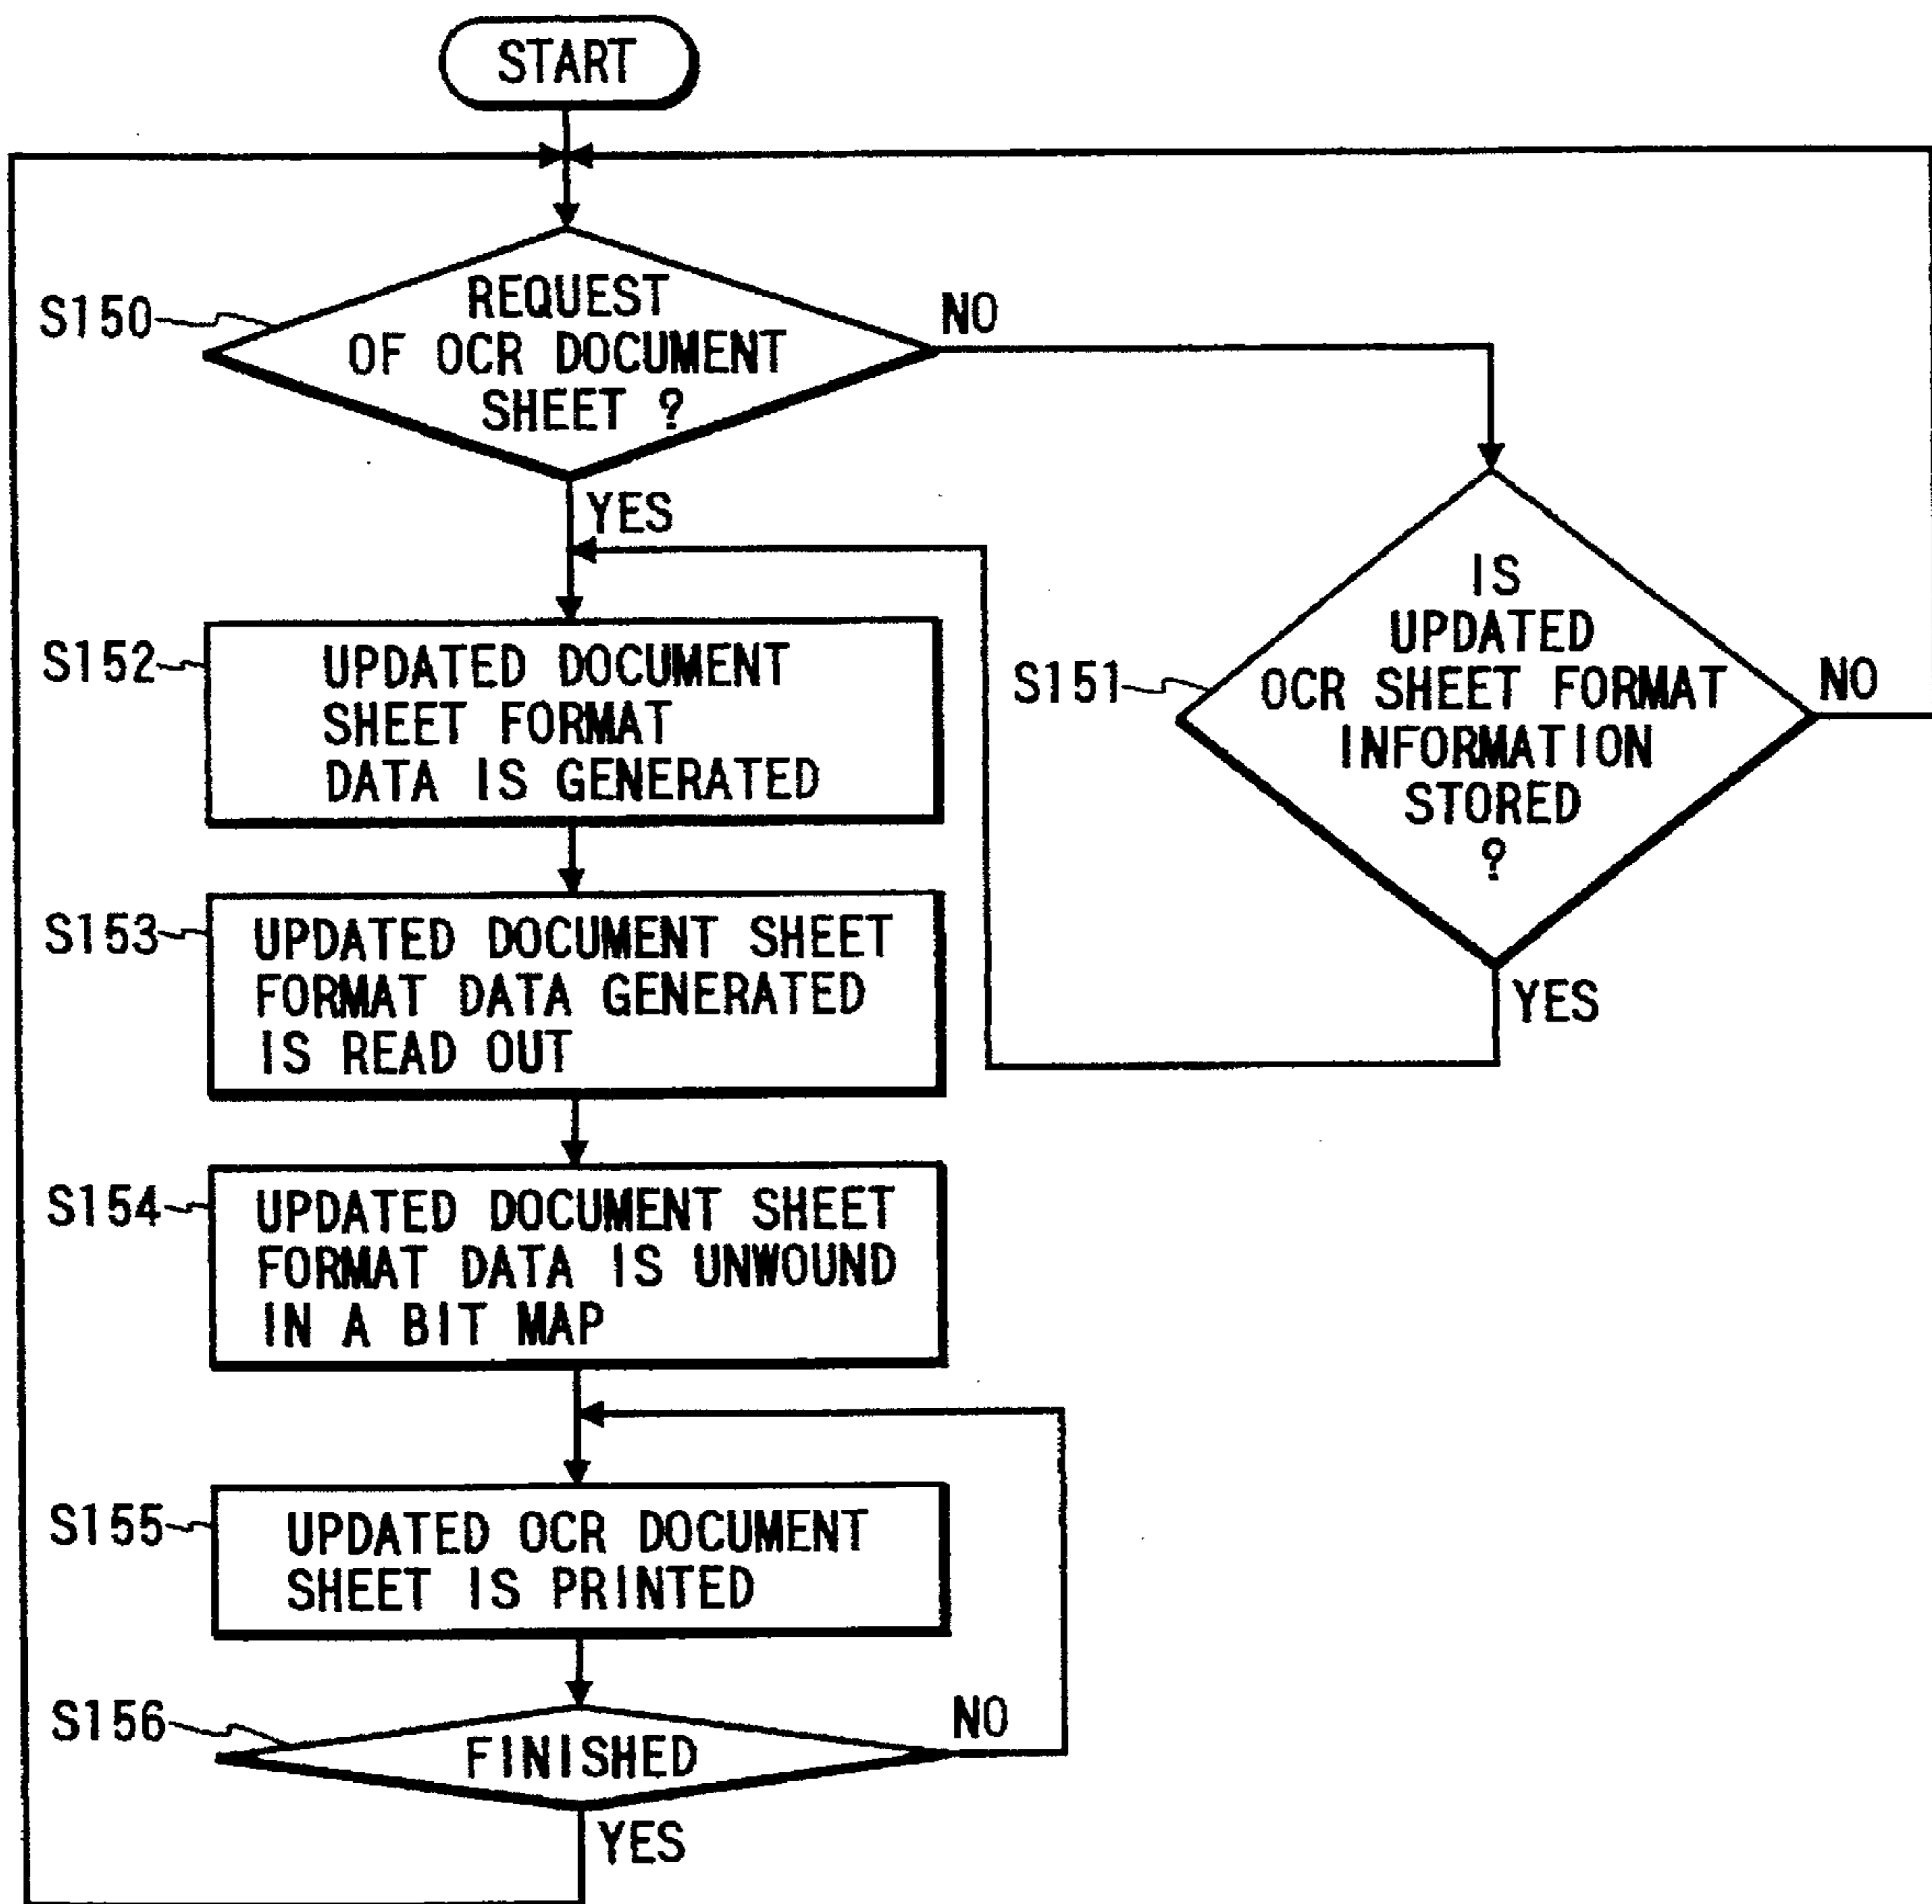 START
S150
REQUEST
OF OCR DOCUMENT
SHEET ?
NO
YES
S151
IS
UPDATED
OCR SHEET FORMAT
INFORMATION
STORED
?
NO
YES
S152
UPDATED DOCUMENT
SHEET FORMAT
DATA IS GENERATED
S153
UPDATED DOCUMENT SHEET
FORMAT DATA GENERATED
IS READ OUT
S154
UPDATED DOCUMENT SHEET
FORMAT DATA IS UNWOUND
IN A BIT MAP
S155
UPDATED OCR DOCUMENT
SHEET IS PRINTED
S156
FINISHED
NO
YES